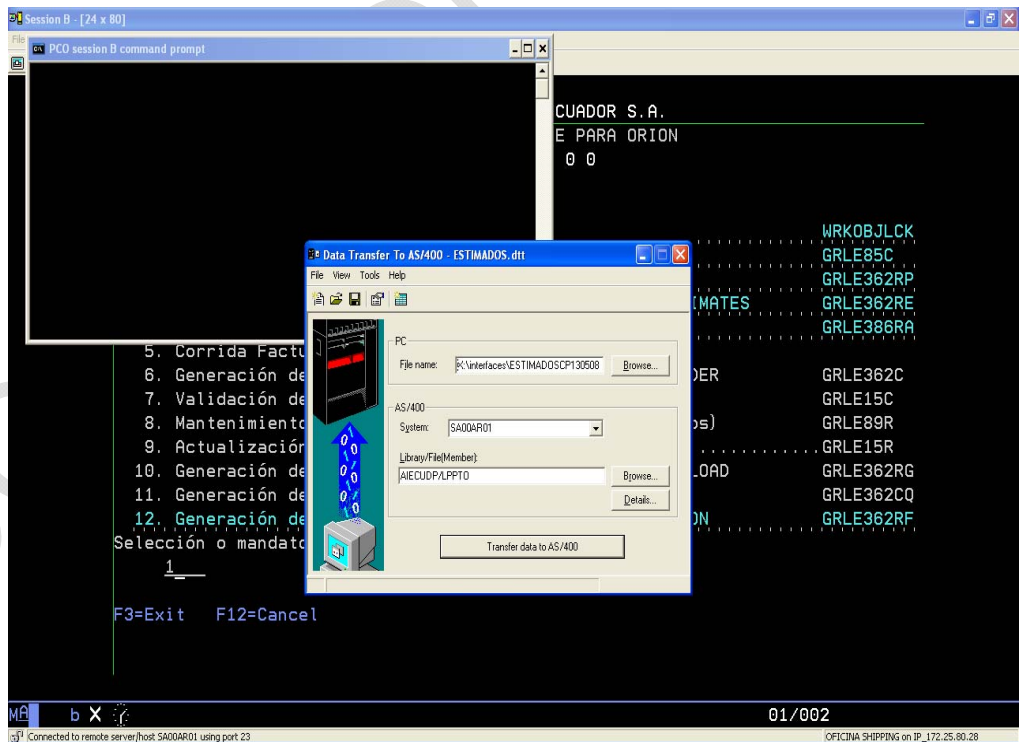 Session B - [24 x 80]
File
PCO session B command prompt
CUADOR S.A.
E PARA ORION
0 0
WRKOBJLCK
GRLE85C
GRLE362RP
IMATES GRLE362RE
GRLE386RA
Data Transfer To AS/400 - ESTIMADOS.dtt
File View Tools Help
PC
File name: K:\interfaces\ESTIMADOSCP130508 Browse...
AS/400
System: SA00AR01
Library/File(Member):
AIECUDP/LPPTO Browse...
Details...
Transfer data to AS/400
5. Corrida Factu
6. Generación de DER GRLE362C
7. Validación de GRLE15C
8. Mantenimiento os) GRLE89R
9. Actualización ..............GRLE15R
10. Generación de LOAD GRLE362RG
11. Generación de GRLE362CQ
12. Generación de ON GRLE362RF
Selección o mandato
1
F3=Exit F12=Cancel
MA b X 01/002
Connected to remote server/host SA00AR01 using port 23 OFICINA SHIPPING on IP_172.25.80.28